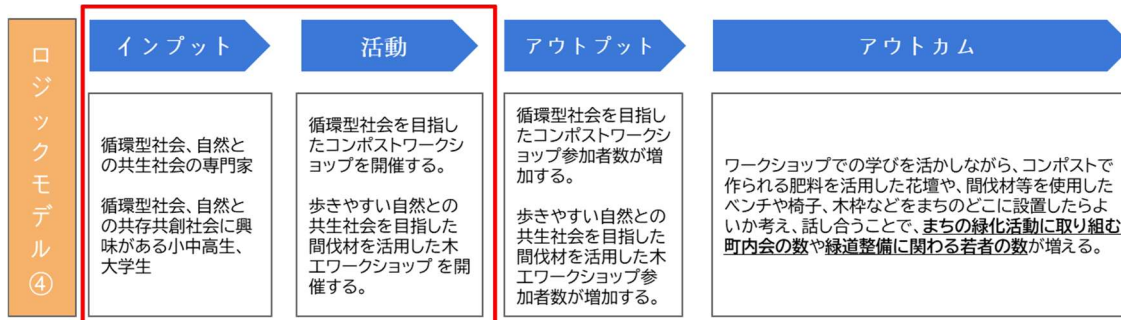 ロジックモデル④
インプット
活動
アウトプット
アウトカム
循環型社会、自然と
の共生社会の専門家
循環型社会、自然と
の共存共創社会に興
味がある小中高生、
大学生
循環型社会を目指し
たコンポストワークシ
ョップを開催する。
歩きやすい自然との
共生社会を目指した
間伐材を活用した木
工ワークショップ を開
催する。
循環型社会を目指し
たコンポストワークシ
ョップ参加者数が増
加する。
歩きやすい自然との
共生社会を目指した
間伐材を活用した木
工ワークショップ参
加者数が増加する。
ワークショップでの学びを活かしながら、コンポストで
作られる肥料を活用した花壇や、間伐材等を使用した
ベンチや椅子、木枠などをまちのどこに設置したらよ
いか考え、話し合うことで、まちの緑化活動に取り組む
町内会の数や緑道整備に関わる若者の数が増える。